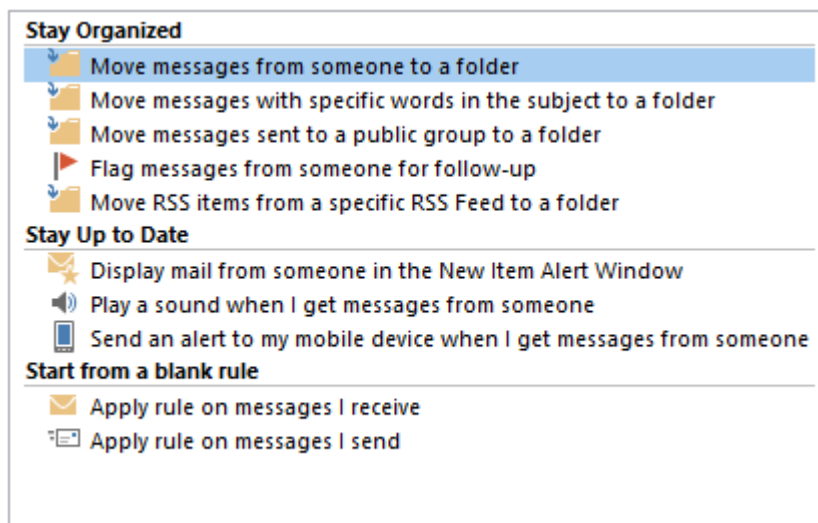 Stay Organized
Move messages from someone to a folder
Move messages with specific words in the subject to a folder
Move messages sent to a public group to a folder
Flag messages from someone for follow-up
Move RSS items from a specific RSS Feed to a folder
Stay Up to Date
Display mail from someone in the New Item Alert Window
Play a sound when I get messages from someone
Send an alert to my mobile device when I get messages from someone
Start from a blank rule
Apply rule on messages I receive
Apply rule on messages I send